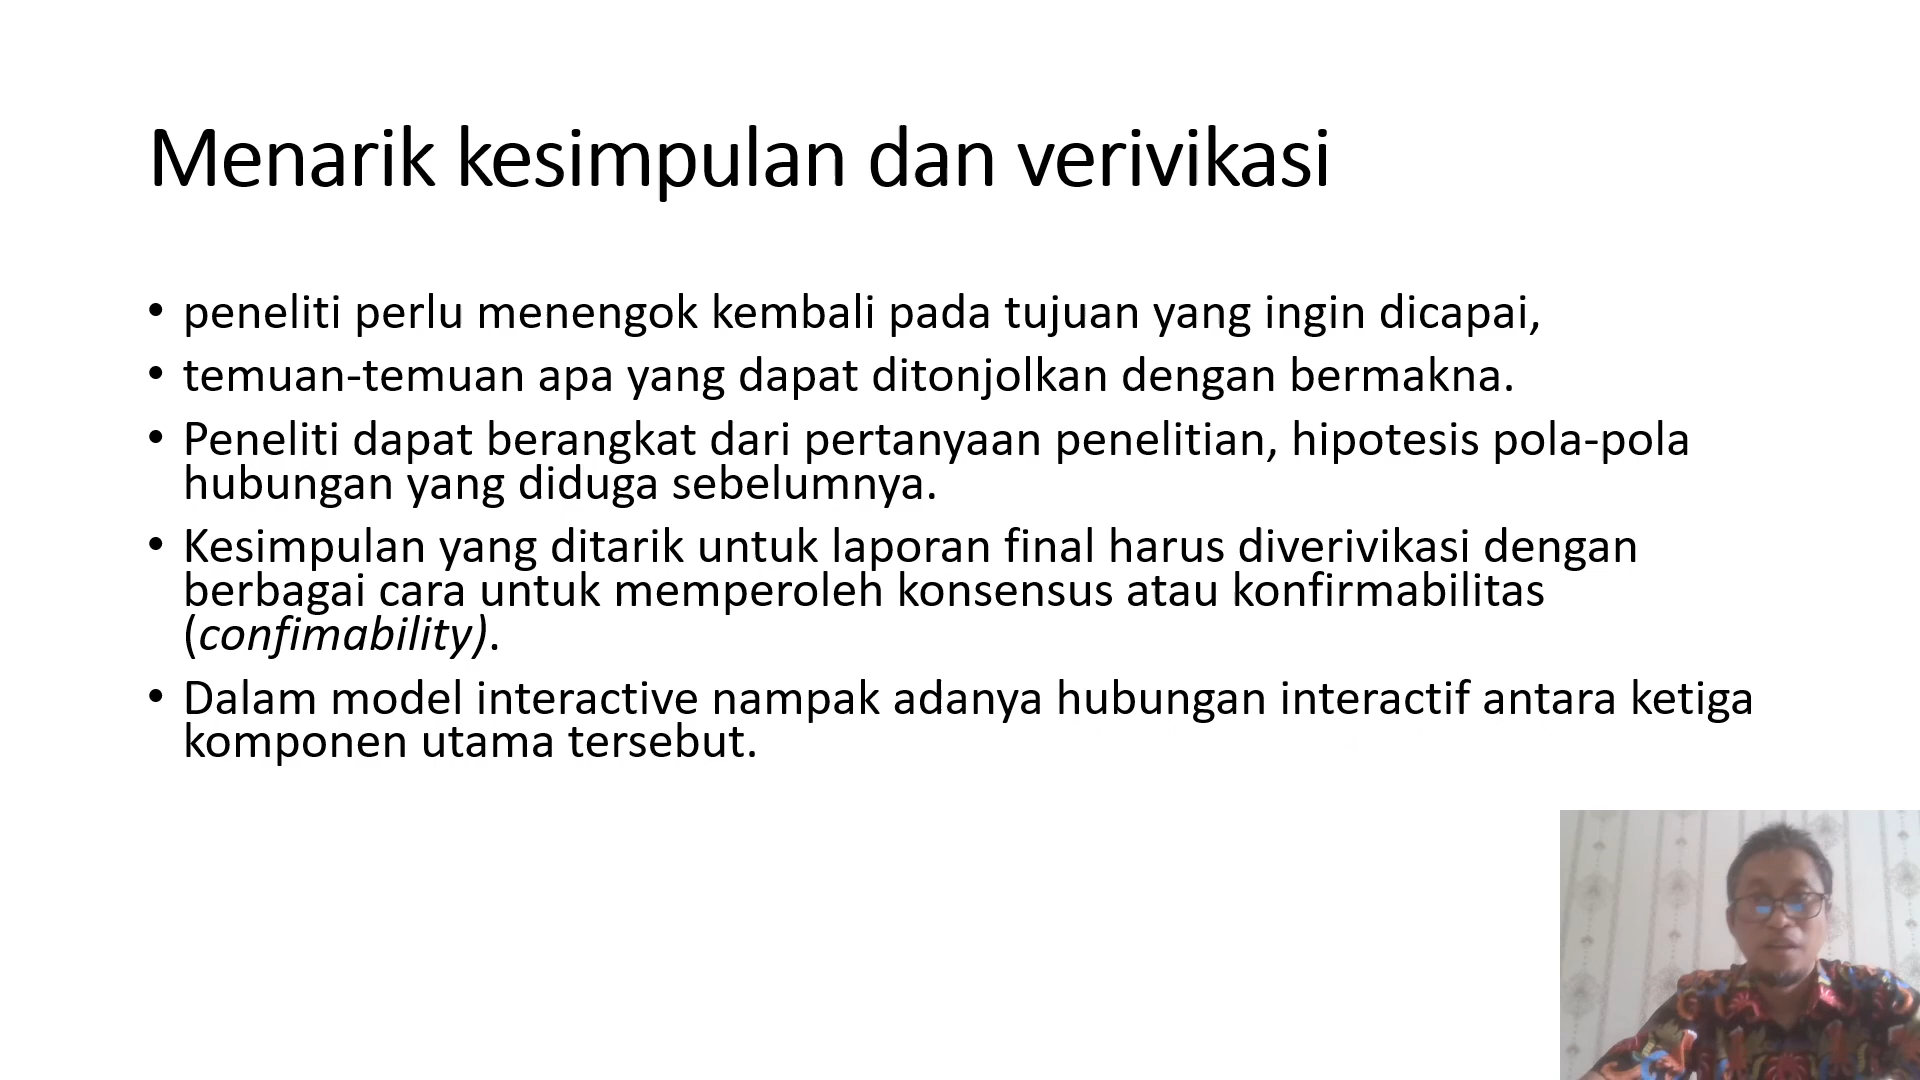 Menarik kesimpulan dan verivikasi
• peneliti perlu menengok kembali pada tujuan yang ingin dicapai,
• temuan-temuan apa yang dapat ditonjolkan dengan bermakna.
• Peneliti dapat berangkat dari pertanyaan penelitian, hipotesis pola-pola
hubungan yang diduga sebelumnya.
• Kesimpulan yang ditarik untuk laporan final harus diverivikasi dengan
berbagai cara untuk memperoleh konsensus atau konfirmabilitas
(confimability).
• Dalam model interactive nampak adanya hubungan interactif antara ketiga
komponen utama tersebut.